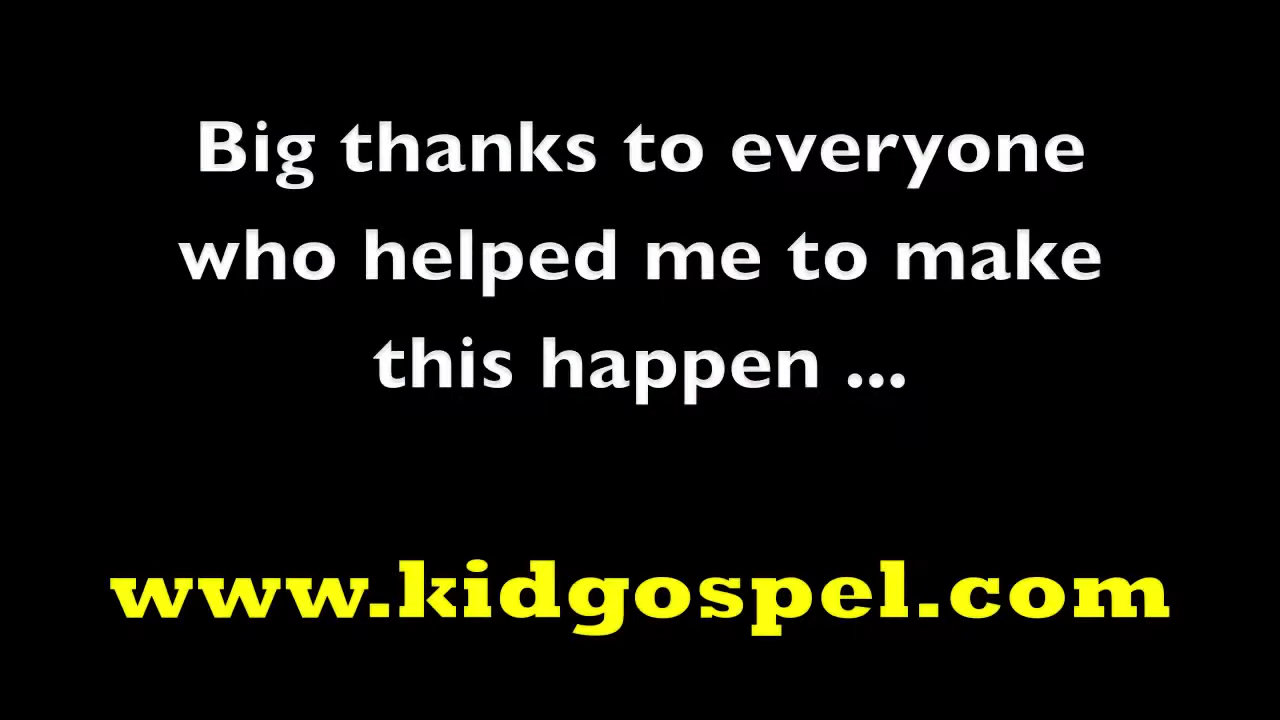 Big thanks to everyone
who helped me to make
this happen ...
www.kidgospel.com